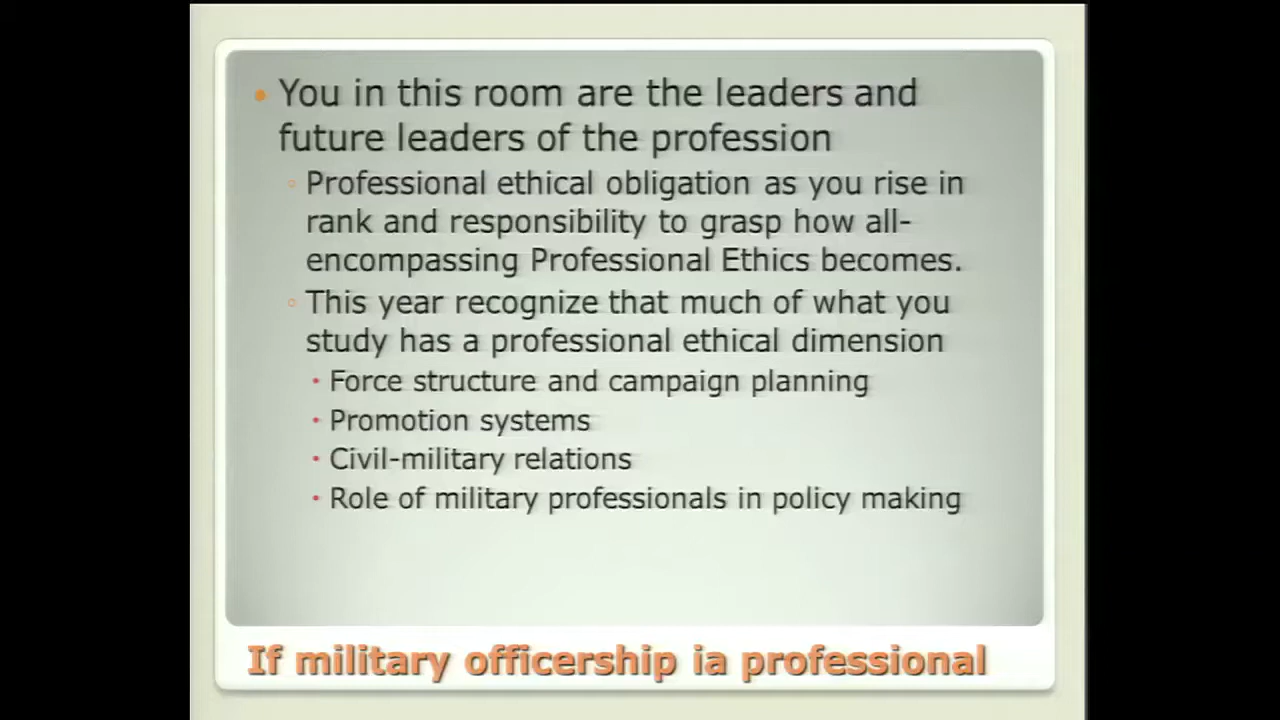 You in this room are the leaders and
future leaders of the profession
Professional ethical obligation as you rise in
rank and responsibility to grasp how all-
encompassing Professional Ethics becomes.
This year recognize that much of what you
study has a professional ethical dimension
Force structure and campaign planning
Promotion systems
Civil-military relations
Role of military professionals in policy making
If military officership ia professional